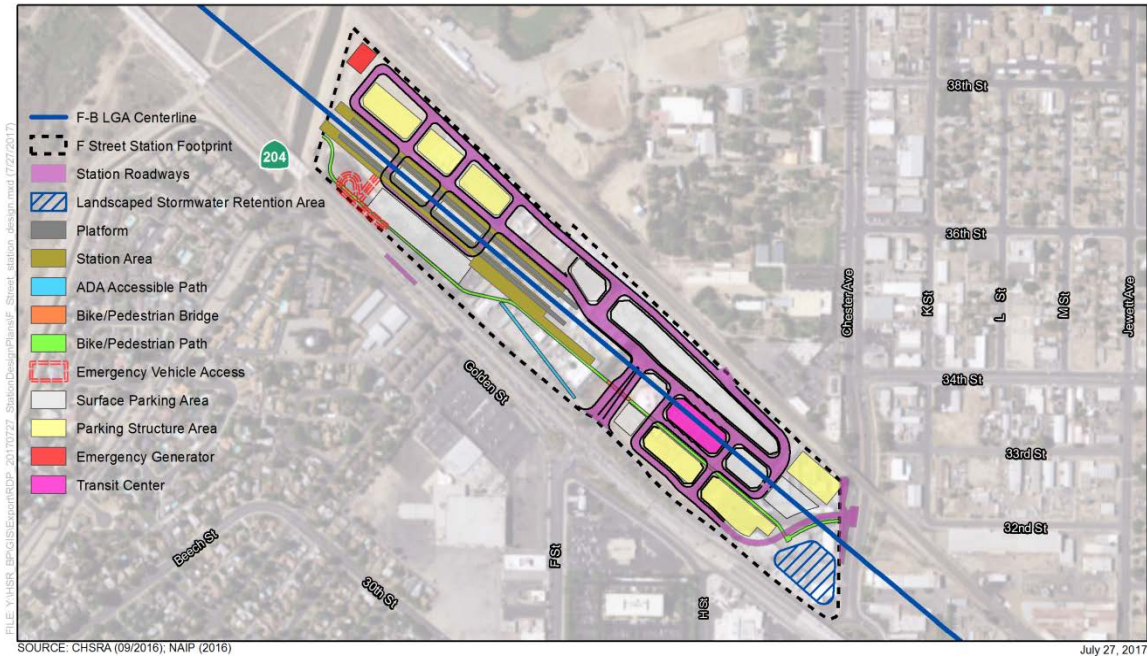 F-B LGA Centerline
F Street Station Footprint
Station Roadways
Landscaped Stormwater Retention Area
Platform
Station Area
ADA Accessible Path
Bike/Pedestrian Bridge
Bike/Pedestrian Path
Emergency Vehicle Access
Surface Parking Area
Parking Structure Area
Emergency Generator
Transit Center
204
38th St
36th St
34th St
33rd St
32nd St
Chester Ave
K St
L St
M St
Jewett Ave
Golden St
Beech St
30th St
F St
H St
SOURCE: CHSRA (09/2016); NAIP (2016)
July 27, 2017